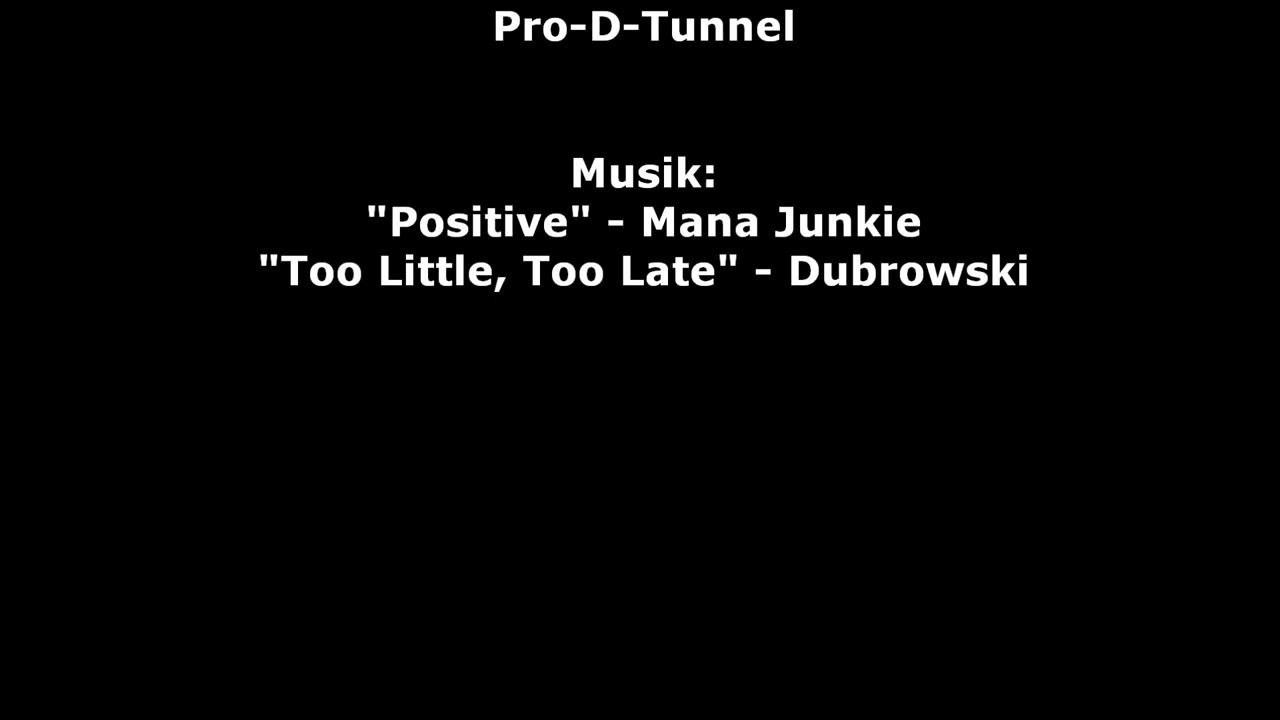 Pro-D-Tunnel
Musik:
"Positive" - Mana Junkie
"Too Little, Too Late" - Dubrowski